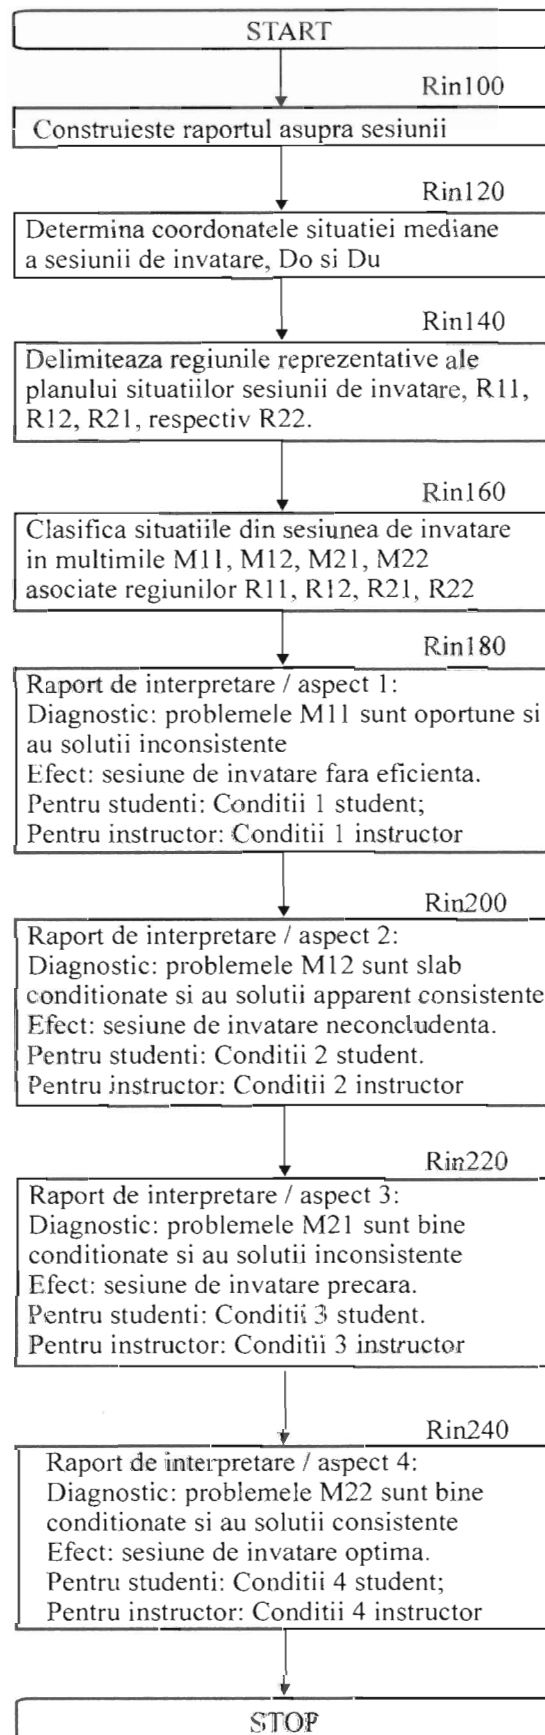 START
Rin100
Construieste raportul asupra sesiunii
Rin120
Determina coordonatele situatiei mediane
a sesiunii de invatare, Do si Du
Rin140
Delimiteaza regiunile reprezentative ale
planului situatiilor sesiunii de invatare, R11,
R12, R21, respectiv R22.
Rin160
Clasifica situatiile din sesiunea de invatare
in multimile M11, M12, M21, M22
asociate regiunilor R11, R12, R21, R22
Rin180
Raport de interpretare / aspect 1:
Diagnostic: problemele M11 sunt oportune si
au solutii inconsistente
Efect: sesiune de invatare fara eficienta.
Pentru studenti: Conditii 1 student;
Pentru instructor: Conditii 1 instructor
Rin200
Raport de interpretare / aspect 2:
Diagnostic: problemele M12 sunt slab
conditionate si au solutii apparent consistente
Efect: sesiune de invatare neconcludenta.
Pentru studenti: Conditii 2 student.
Pentru instructor: Conditii 2 instructor
Rin220
Raport de interpretare / aspect 3:
Diagnostic: problemele M21 sunt bine
conditionate si au solutii inconsistente
Efect: sesiune de invatare precara.
Pentru studenti: Conditii 3 student.
Pentru instructor: Conditii 3 instructor
Rin240
Raport de interpretare / aspect 4:
Diagnostic: problemele M22 sunt bine
conditionate si au solutii consistente
Efect: sesiune de invatare optima.
Pentru studenti: Conditii 4 student;
Pentru instructor: Conditii 4 instructor
STOP